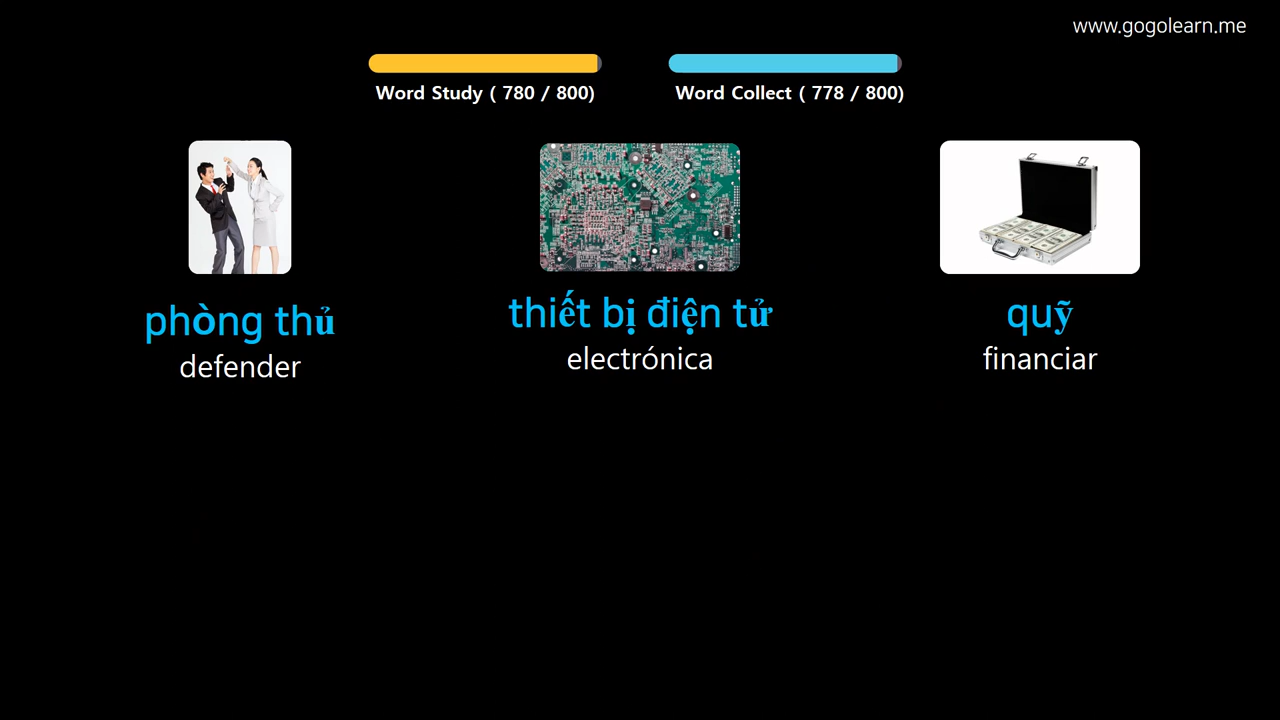 www.gogolearn.me
Word Study ( 780 / 800)
Word Collect ( 778 / 800)
phòng thủ
defender
thiết bị điện tử
electrónica
quỹ
financiar